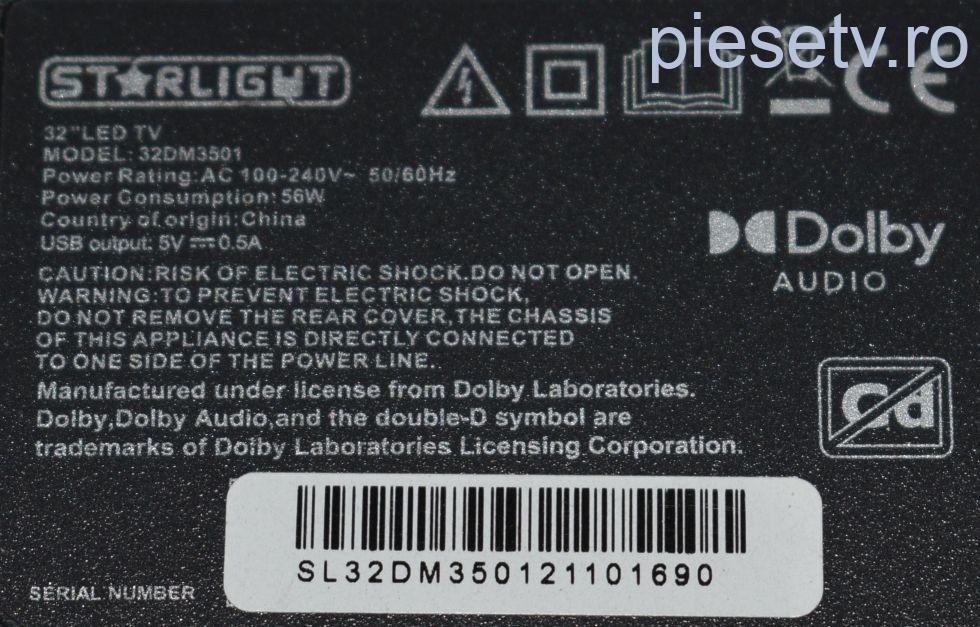 piesetv.ro
STARLIGHT
32"LED TV
MODEL: 32DM3501
Power Rating: AC 100-240V~ 50/60Hz
Power Consumption: 56W
Country of origin: China
USB output: 5V ⎓ 0.5A
CE
Dolby
AUDIO
CAUTION:RISK OF ELECTRIC SHOCK.DO NOT OPEN.
WARNING:TO PREVENT ELECTRIC SHOCK,
DO NOT REMOVE THE REAR COVER,THE CHASSIS
OF THIS APPLIANCE IS DIRECTLY CONNECTED
TO ONE SIDE OF THE POWER LINE.
Manufactured under license from Dolby Laboratories.
Dolby,Dolby Audio,and the double-D symbol are
trademarks of Dolby Laboratories Licensing Corporation.
Cd
SERIAL NUMBER
SL32DM350121101690